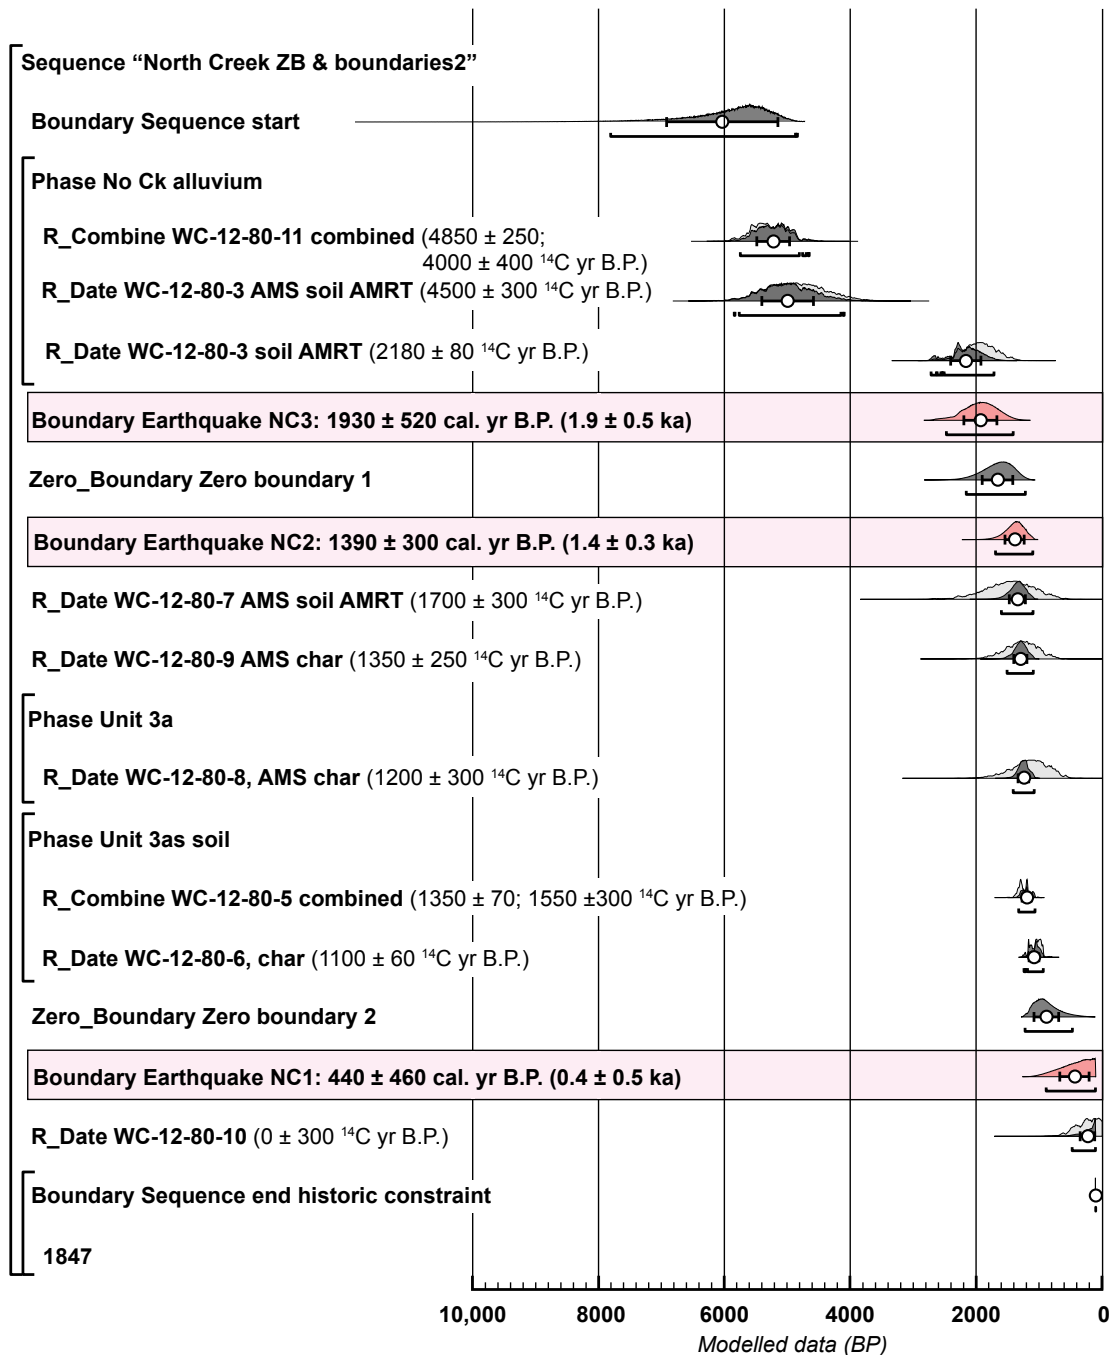 Sequence “North Creek ZB & boundaries2”
Boundary Sequence start
Phase No Ck alluvium
R_Combine WC-12-80-11 combined (4850 ± 250;
4000 ± 400 ¹⁴C yr B.P.)
R_Date WC-12-80-3 AMS soil AMRT (4500 ± 300 ¹⁴C yr B.P.)
R_Date WC-12-80-3 soil AMRT (2180 ± 80 ¹⁴C yr B.P.)
Boundary Earthquake NC3: 1930 ± 520 cal. yr B.P. (1.9 ± 0.5 ka)
Zero_Boundary Zero boundary 1
Boundary Earthquake NC2: 1390 ± 300 cal. yr B.P. (1.4 ± 0.3 ka)
R_Date WC-12-80-7 AMS soil AMRT (1700 ± 300 ¹⁴C yr B.P.)
R_Date WC-12-80-9 AMS char (1350 ± 250 ¹⁴C yr B.P.)
Phase Unit 3a
R_Date WC-12-80-8, AMS char (1200 ± 300 ¹⁴C yr B.P.)
Phase Unit 3as soil
R_Combine WC-12-80-5 combined (1350 ± 70; 1550 ±300 ¹⁴C yr B.P.)
R_Date WC-12-80-6, char (1100 ± 60 ¹⁴C yr B.P.)
Zero_Boundary Zero boundary 2
Boundary Earthquake NC1: 440 ± 460 cal. yr B.P. (0.4 ± 0.5 ka)
R_Date WC-12-80-10 (0 ± 300 ¹⁴C yr B.P.)
Boundary Sequence end historic constraint
1847
10,000 8000 6000 4000 2000 0
Modelled data (BP)